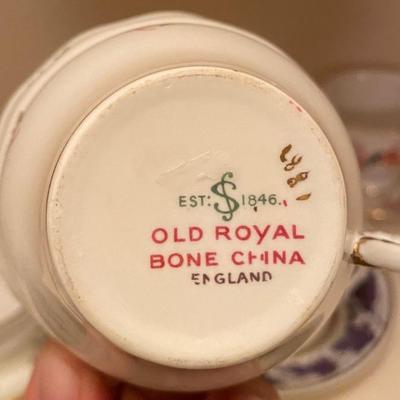 EST: S 1846.
OLD ROYAL
BONE CHINA
ENGLAND